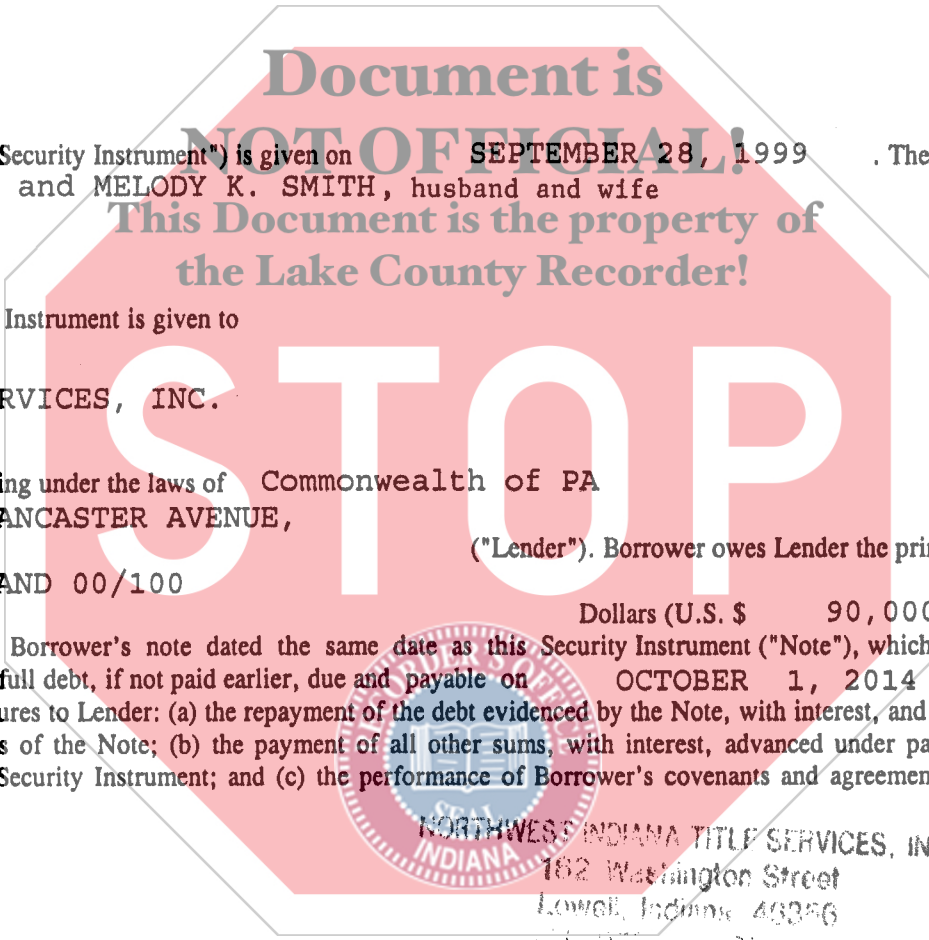 Document is
NOT OFFICIAL!
Security Instrument") is given on SEPTEMBER 28, 1999 . The
and MELODY K. SMITH, husband and wife
This Document is the property of
the Lake County Recorder!
Instrument is given to
STOP
RVICES, INC.
ing under the laws of Commonwealth of PA
ANCASTER AVENUE,
("Lender"). Borrower owes Lender the pri
AND 00/100
Dollars (U.S. $ 90,000
Borrower's note dated the same date as this Security Instrument ("Note"), which
full debt, if not paid earlier, due and payable on OCTOBER 1, 2014
ures to Lender: (a) the repayment of the debt evidenced by the Note, with interest, and
s of the Note; (b) the payment of all other sums, with interest, advanced under pa
Security Instrument; and (c) the performance of Borrower's covenants and agreemen
RECORDER'S OFFICE
SEAL
INDIANA
NORTHWEST INDIANA TITLE SERVICES, IN
162 Washington Street
Lowell, Indiana 46356